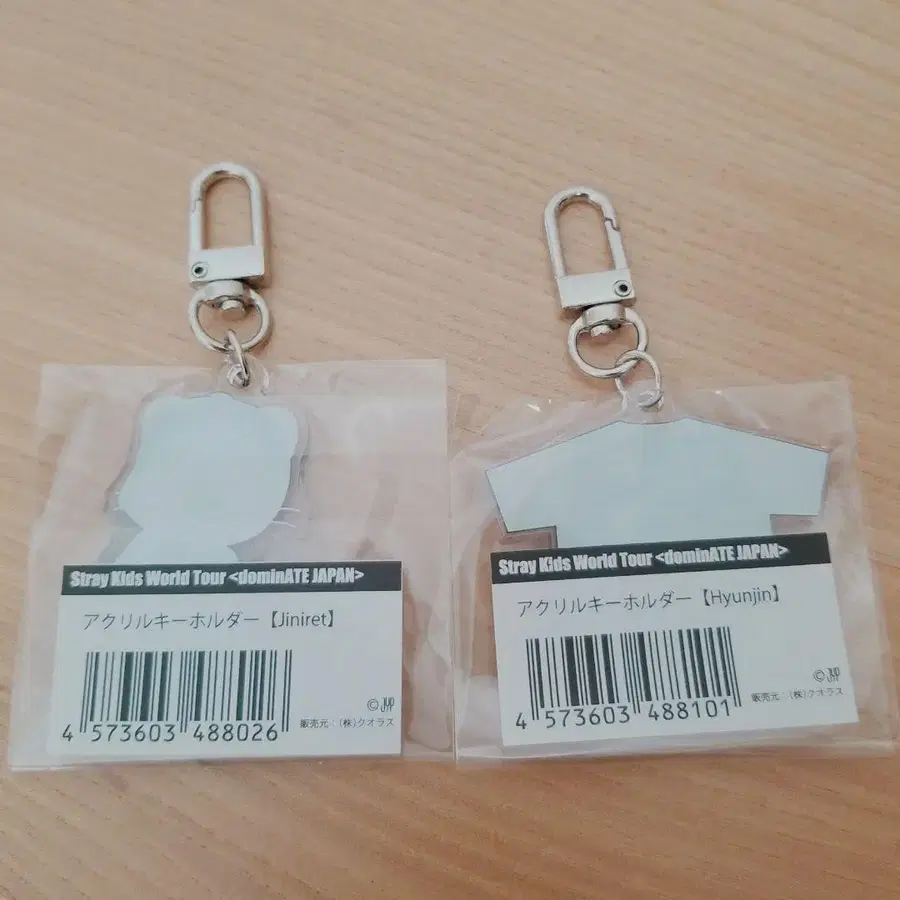 Stray Kids World Tour <dominATE JAPAN>
アクリルキーホルダー【Jiniret】
4 573603 488026
© JYP
販売元：(株)クオラス
Stray Kids World Tour <dominATE JAPAN>
アクリルキーホルダー【Hyunjin】
4 573603 488101
© JYP
販売元：(株)クオラス